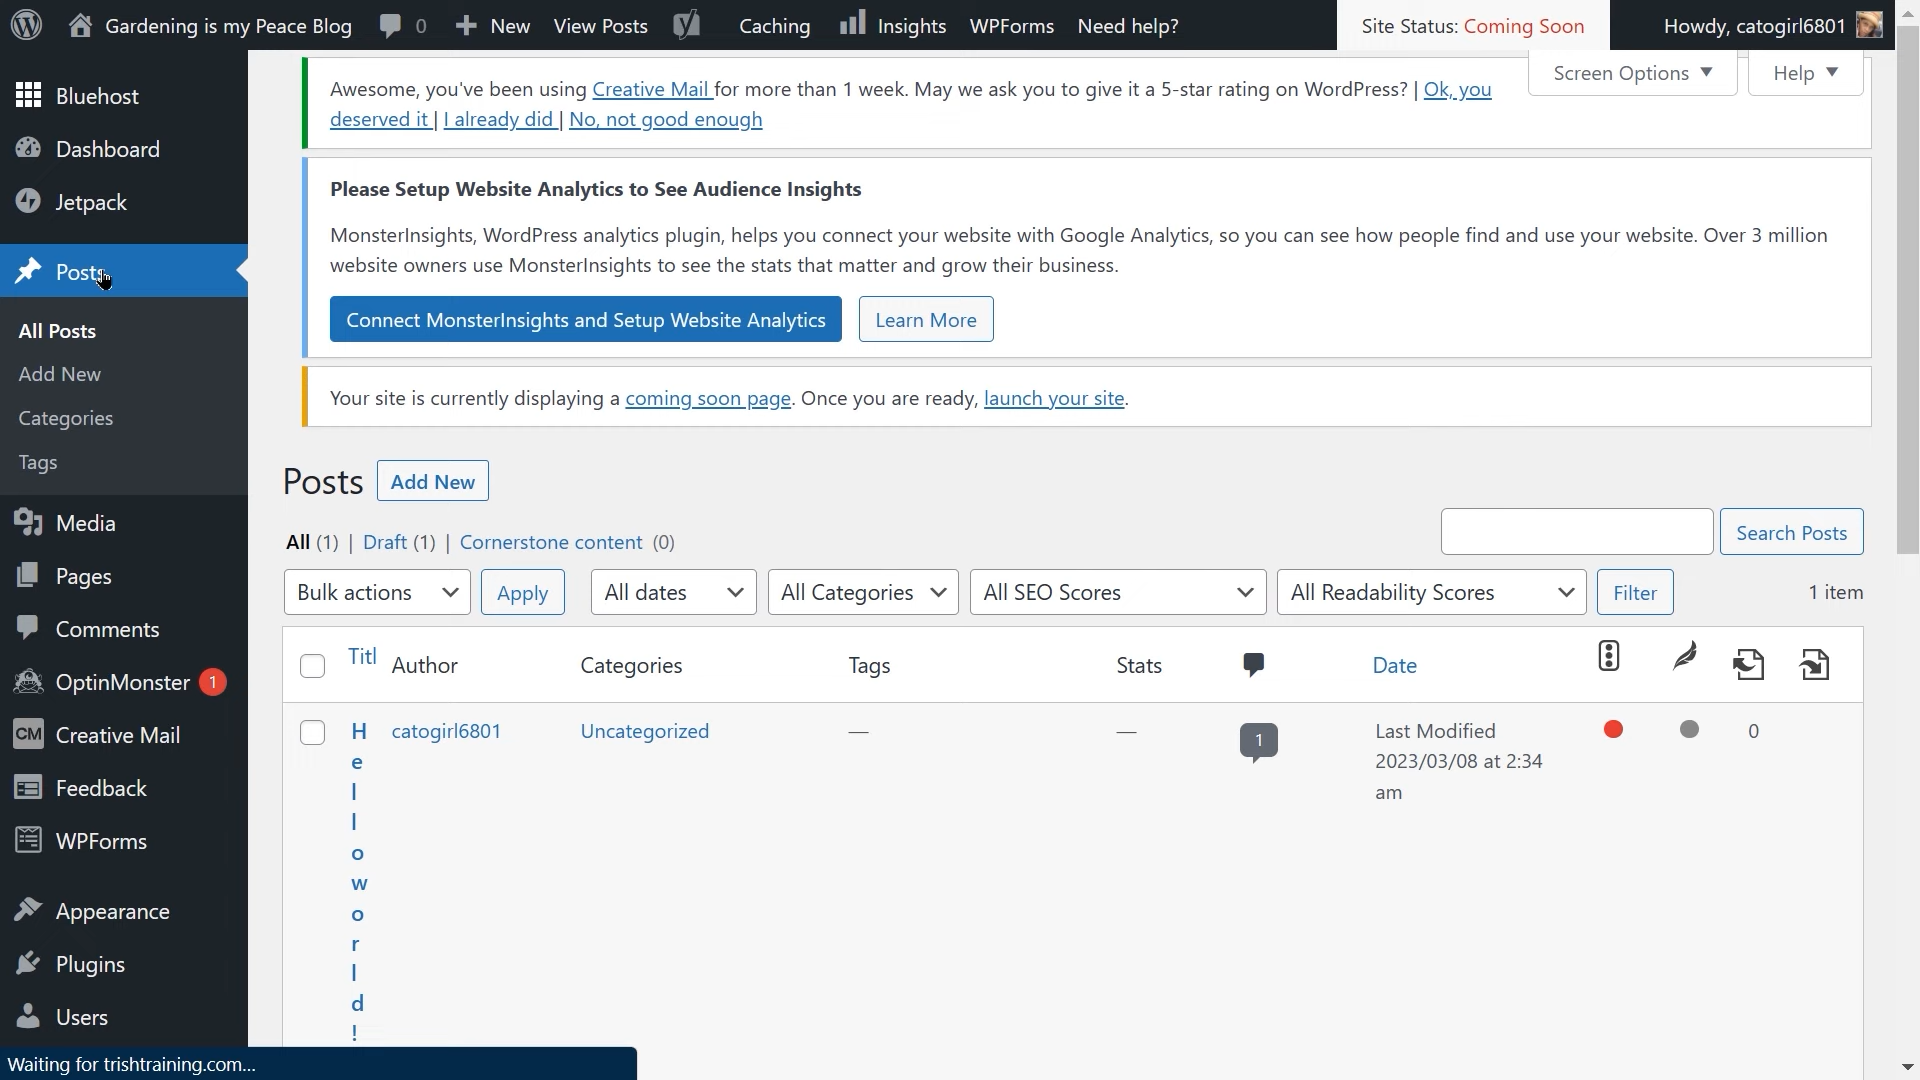 Gardening is my Peace Blog 0 New View Posts Caching Insights WPForms Need help? Site Status: Coming Soon Howdy, catogirl6801
Bluehost
Dashboard
Jetpack
Posts
All Posts
Add New
Categories
Tags
Media
Pages
Comments
OptinMonster 1
CM Creative Mail
Feedback
WPForms
Appearance
Plugins
Users
Screen Options Help
Awesome, you've been using Creative Mail for more than 1 week. May we ask you to give it a 5-star rating on WordPress? | Ok, you
deserved it | I already did | No, not good enough
Please Setup Website Analytics to See Audience Insights
MonsterInsights, WordPress analytics plugin, helps you connect your website with Google Analytics, so you can see how people find and use your website. Over 3 million
website owners use MonsterInsights to see the stats that matter and grow their business.
Connect MonsterInsights and Setup Website Analytics Learn More
Your site is currently displaying a coming soon page. Once you are ready, launch your site.
Posts Add New
All (1) | Draft (1) | Cornerstone content (0)
Search Posts
Bulk actions Apply All dates All Categories All SEO Scores All Readability Scores Filter 1 item
Titl Author Categories Tags Stats Date
H catogirl6801 Uncategorized — — 1 Last Modified 0
e 2023/03/08 at 2:34
l am
l
o
w
o
r
l
d
!
Waiting for trishtraining.com...